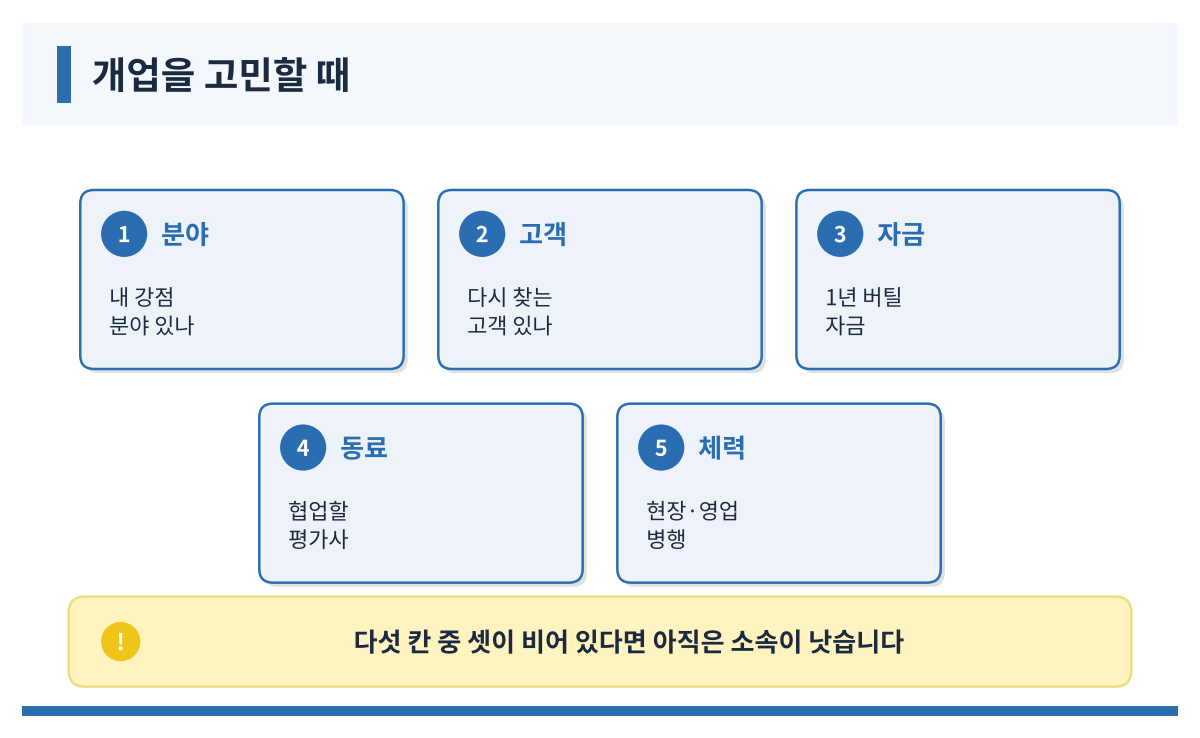 개업을 고민할 때
1 분야
내 강점
분야 있나
2 고객
다시 찾는
고객 있나
3 자금
1년 버틸
자금
4 동료
협업할
평가사
5 체력
현장·영업
병행
! 다섯 칸 중 셋이 비어 있다면 아직은 소속이 낫습니다